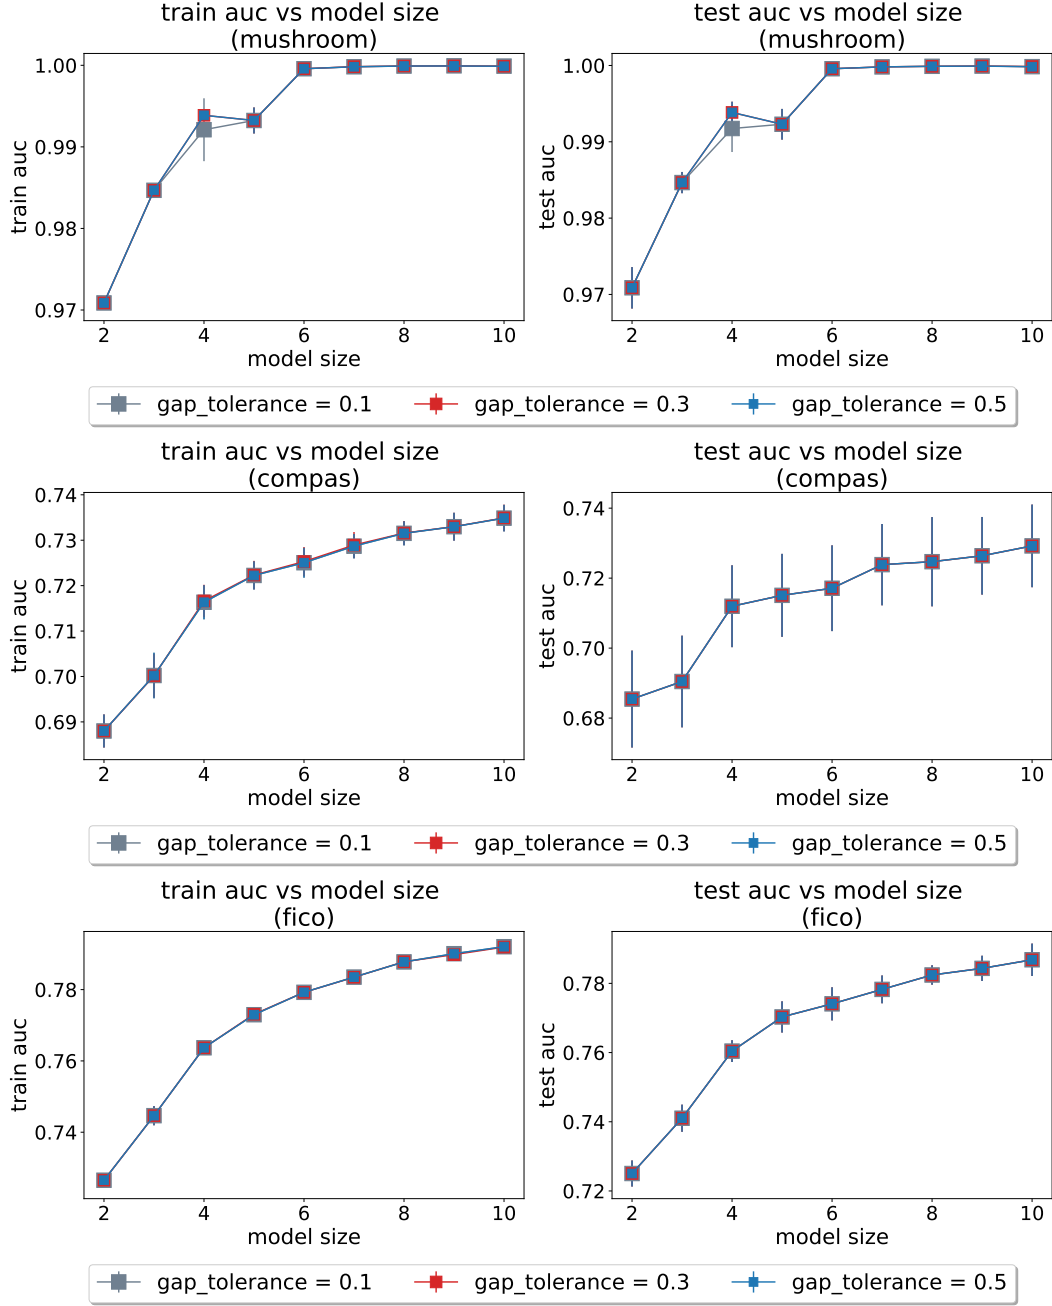 train auc vs model size
(mushroom)
test auc vs model size
(mushroom)
train auc
1.00
0.99
0.98
0.97
2 4 6 8 10
model size
test auc
1.00
0.99
0.98
0.97
2 4 6 8 10
model size
gap_tolerance = 0.1 gap_tolerance = 0.3 gap_tolerance = 0.5
train auc vs model size
(compas)
test auc vs model size
(compas)
train auc
0.74
0.73
0.72
0.71
0.70
0.69
2 4 6 8 10
model size
test auc
0.74
0.72
0.70
0.68
2 4 6 8 10
model size
gap_tolerance = 0.1 gap_tolerance = 0.3 gap_tolerance = 0.5
train auc vs model size
(fico)
test auc vs model size
(fico)
train auc
0.78
0.76
0.74
2 4 6 8 10
model size
test auc
0.78
0.76
0.74
0.72
2 4 6 8 10
model size
gap_tolerance = 0.1 gap_tolerance = 0.3 gap_tolerance = 0.5